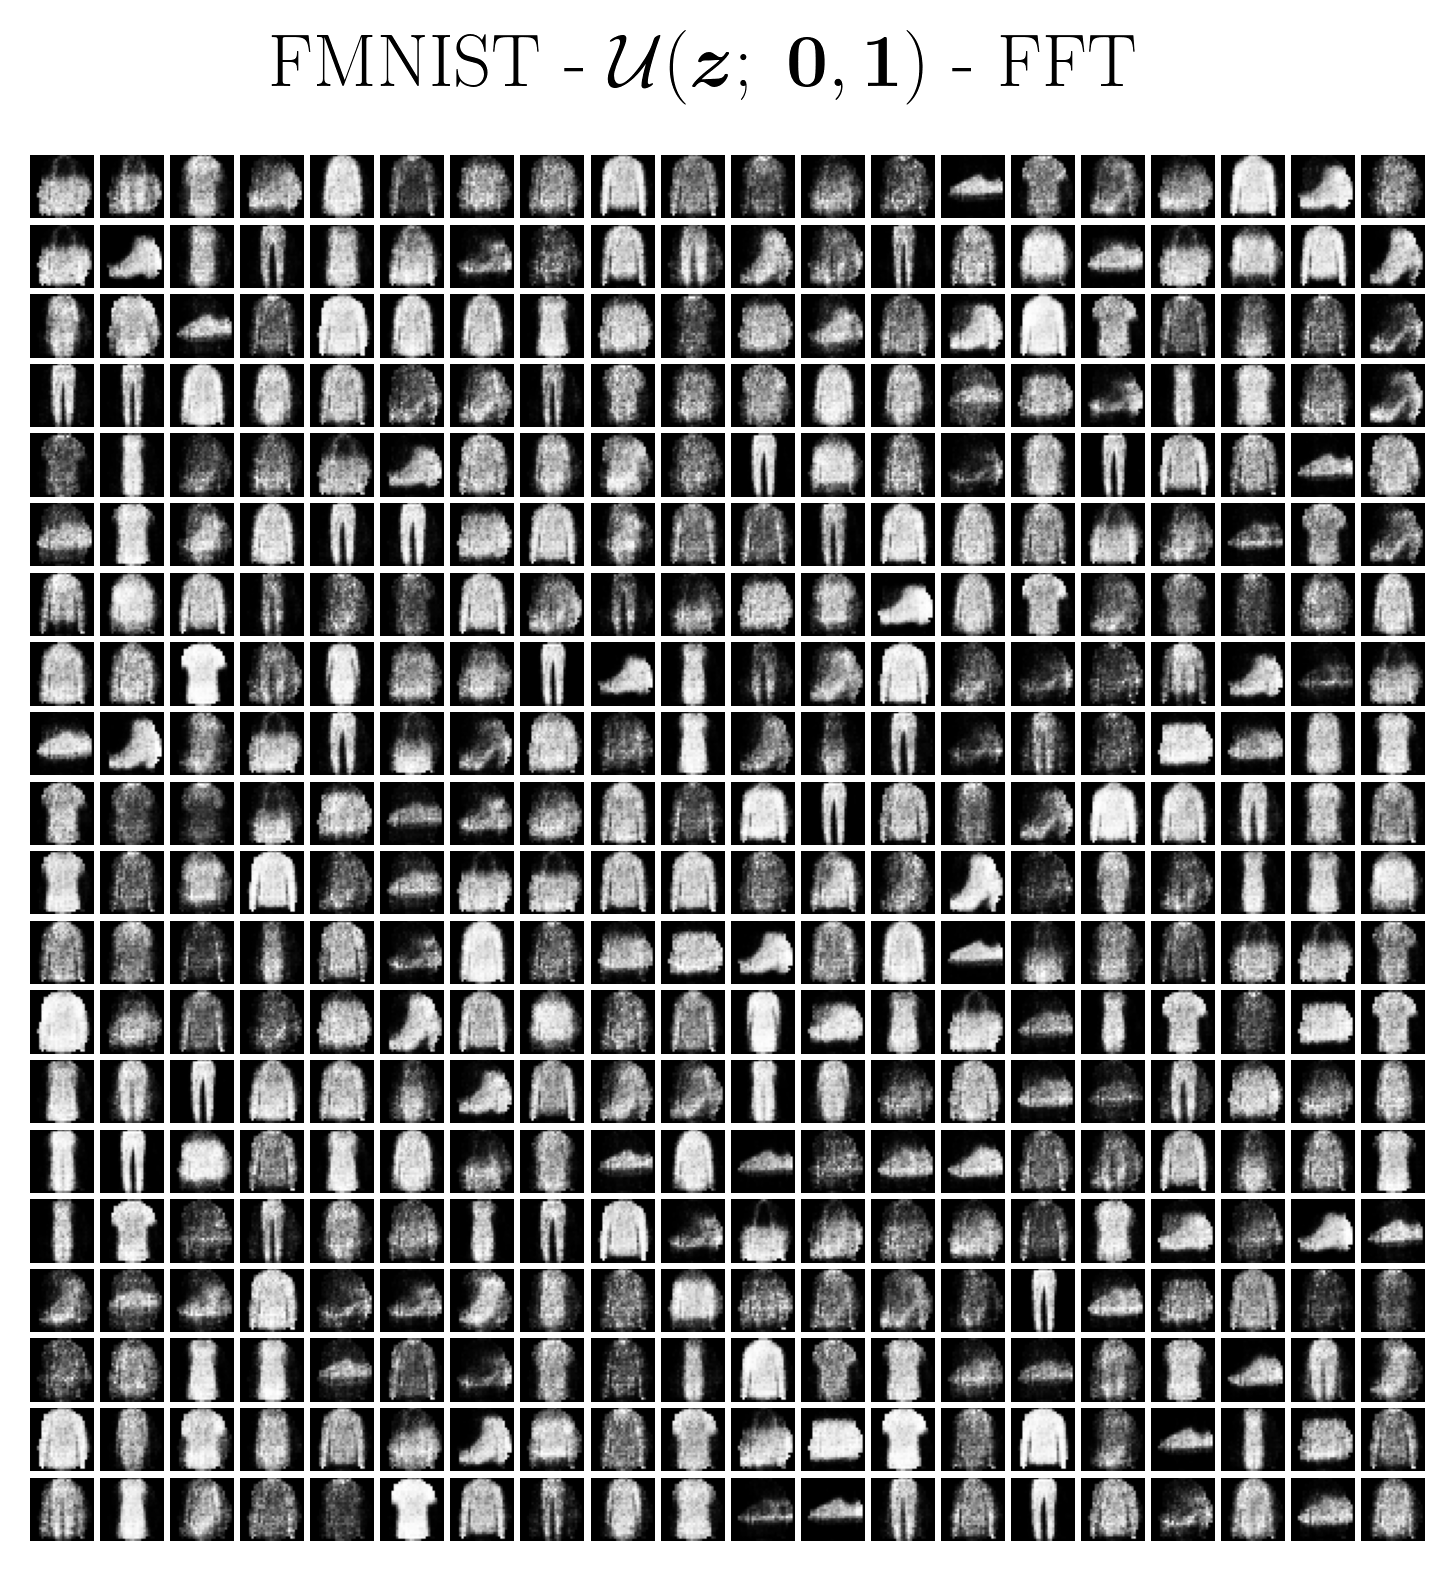 FMNIST - 𝒰(𝒛; 𝟎, 𝟏) - FFT